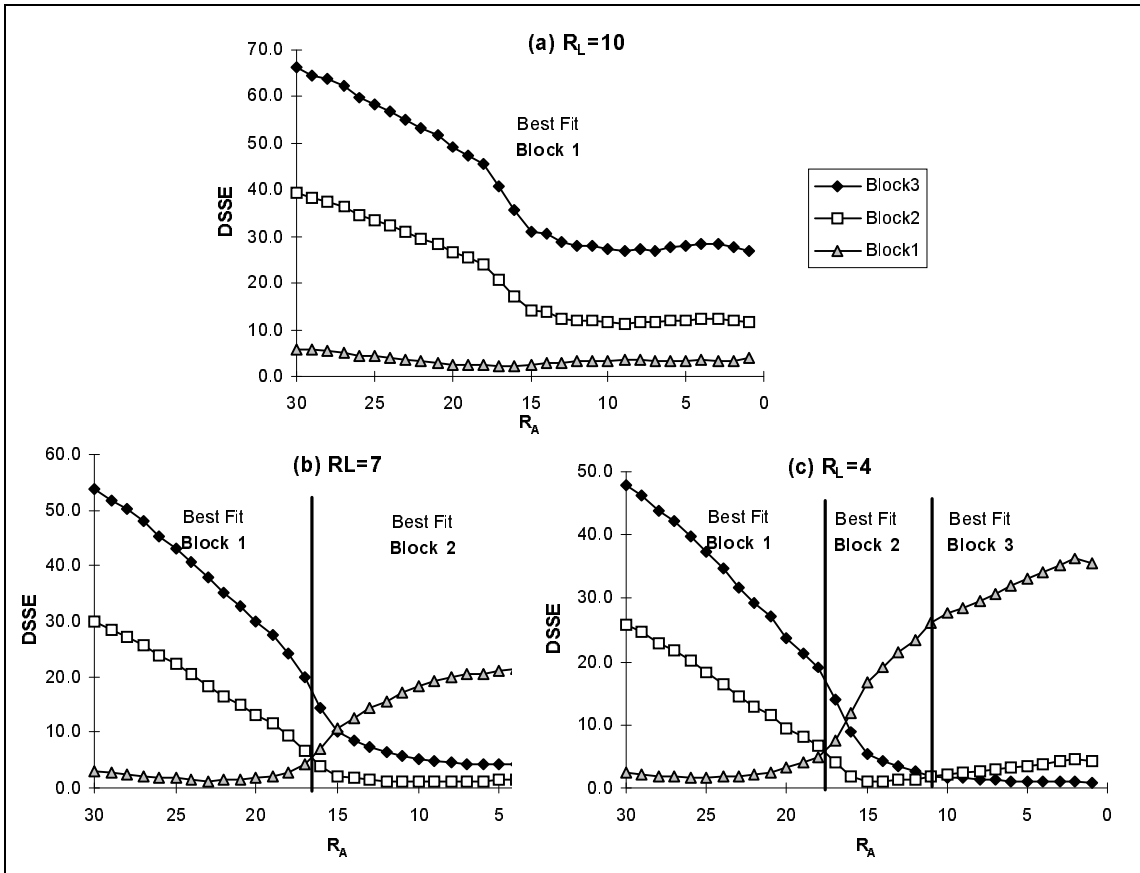 (a) RL=10
70.0
60.0
50.0
40.0
30.0
20.0
10.0
0.0
DSSE
Best Fit
Block 1
30 25 20 15 10 5 0
RA
Block3
Block2
Block1
(b) RL=7
60.0
50.0
40.0
30.0
20.0
10.0
0.0
DSSE
Best Fit
Block 1
Best Fit
Block 2
30 25 20 15 10 5
RA
(c) RL=4
50.0
40.0
30.0
20.0
10.0
0.0
DSSE
Best Fit
Block 1
Best Fit
Block 2
Best Fit
Block 3
30 25 20 15 10 5 0
RA